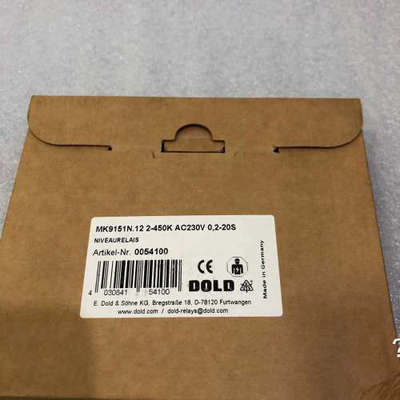 MK9151N.12 2-450K AC230V 0,2-20S
NIVEAURELAIS
Artikel-Nr. 0054100
4 030641 54100
CE
DOLD
Made in Germany
E. Dold & Söhne KG, Bregstraße 18, D-78120 Furtwangen
www.dold.com / dold-relays@dold.com